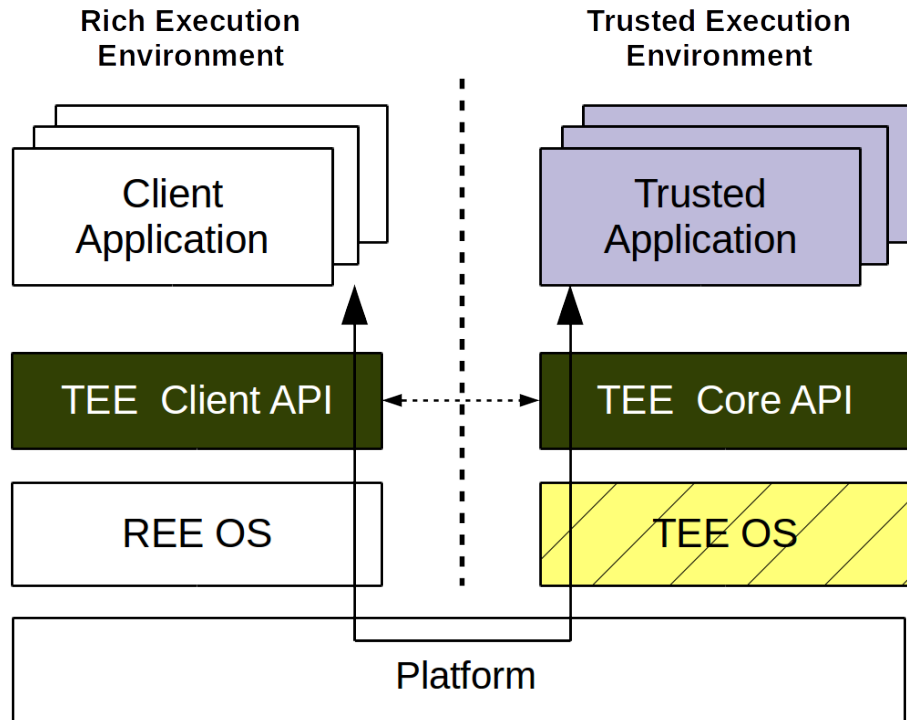 Rich Execution
Environment
Trusted Execution
Environment
Client
Application
Trusted
Application
TEE Client API
TEE Core API
REE OS
TEE OS
Platform